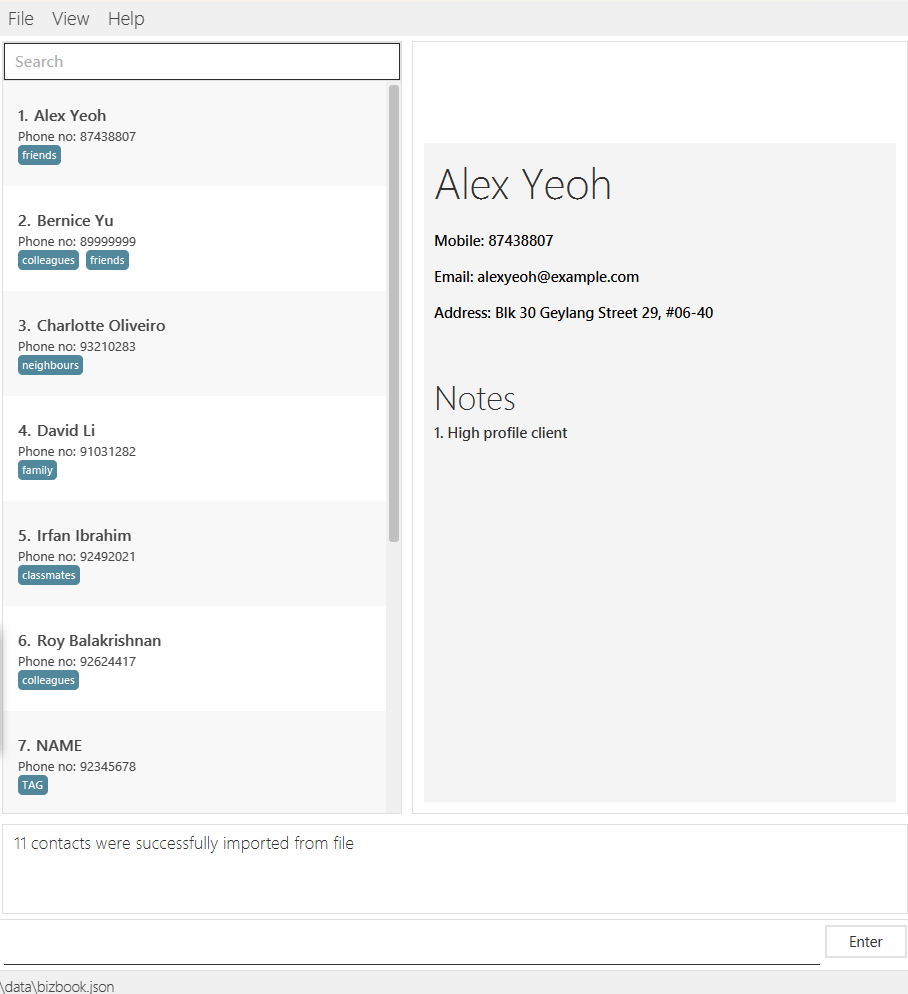 File View Help
Search
1. Alex Yeoh
Phone no: 87438807
friends
2. Bernice Yu
Phone no: 89999999
colleagues friends
3. Charlotte Oliveiro
Phone no: 93210283
neighbours
4. David Li
Phone no: 91031282
family
5. Irfan Ibrahim
Phone no: 92492021
classmates
6. Roy Balakrishnan
Phone no: 92624417
colleagues
7. NAME
Phone no: 92345678
TAG
Alex Yeoh
Mobile: 87438807
Email: alexyeoh@example.com
Address: Blk 30 Geylang Street 29, #06-40
Notes
1. High profile client
11 contacts were successfully imported from file
Enter
\data\bizbook.json